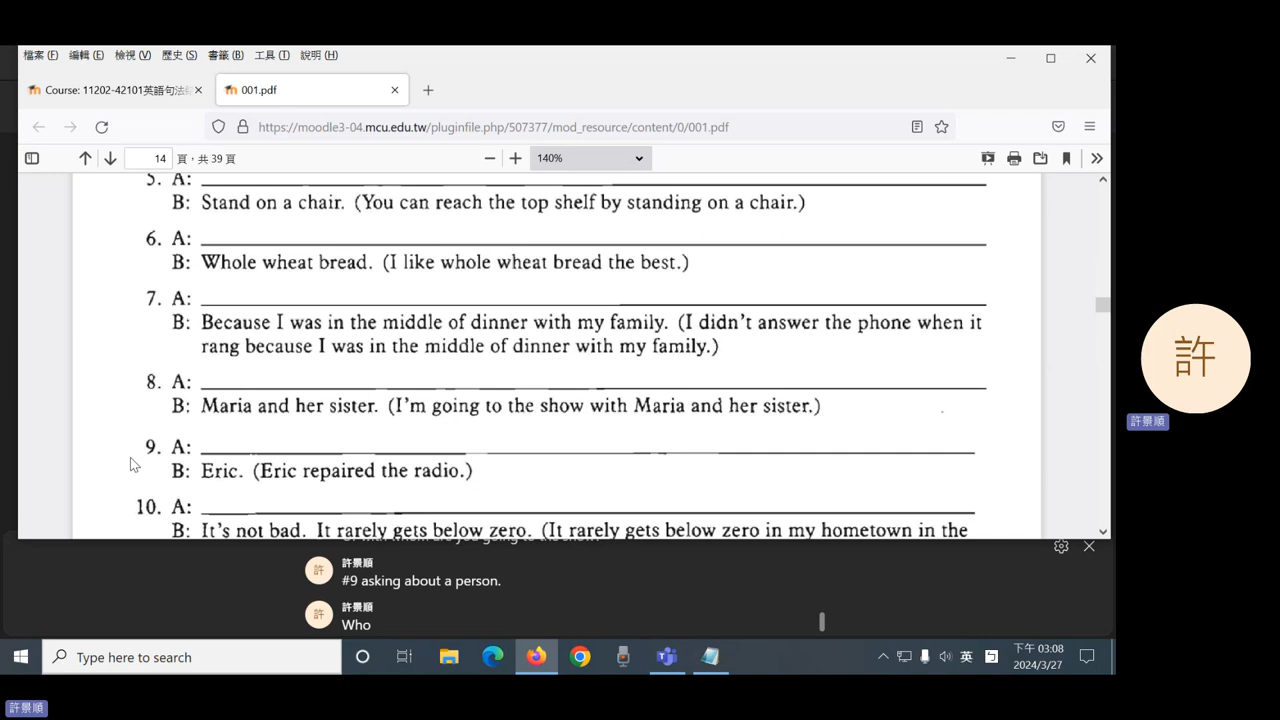 檔案(F) 編輯(E) 檢視(V) 歷史(S) 書籤(B) 工具(T) 說明(H)
Course: 11202-42101英語句法
001.pdf
https://moodle3-04.mcu.edu.tw/pluginfile.php/507377/mod_resource/content/0/001.pdf
14 頁，共 39 頁
140%
5. A:
B: Stand on a chair. (You can reach the top shelf by standing on a chair.)
6. A:
B: Whole wheat bread. (I like whole wheat bread the best.)
7. A:
B: Because I was in the middle of dinner with my family. (I didn't answer the phone when it
rang because I was in the middle of dinner with my family.)
8. A:
B: Maria and her sister. (I'm going to the show with Maria and her sister.)
9. A:
B: Eric. (Eric repaired the radio.)
10. A:
B: It's not bad. It rarely gets below zero. (It rarely gets below zero in my hometown in the
許
許景順
許 許景順
#9 asking about a person.
許 許景順
Who
Type here to search
英
下午 03:08
2024/3/27
許景順